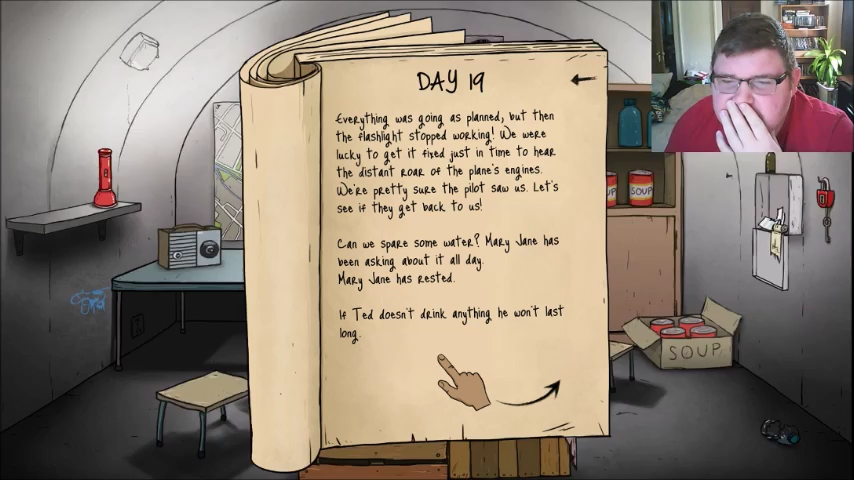 DAY 19
Everything was going as planned, but then
the flashlight stopped working! We were
lucky to get it fixed just in time to hear
the distant roar of the plane's engines.
We're pretty sure the pilot saw us. Let's
see if they get back to us!
Can we spare some water? Mary Jane has
been asking about it all day.
Mary Jane has rested.
If Ted doesn't drink anything he won't last
long.
SOUP
SOUP